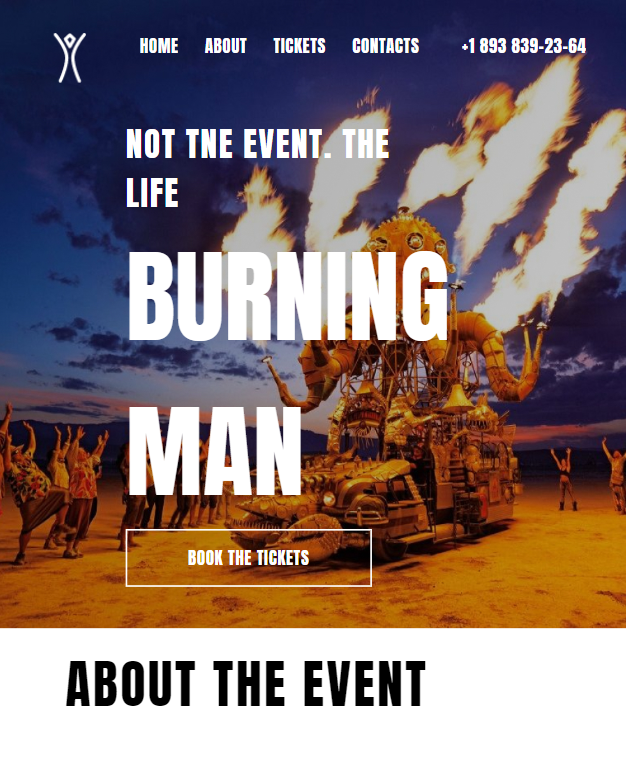 HOME ABOUT TICKETS CONTACTS +1 893 839-23-64
NOT TNE EVENT. THE
LIFE
BURNING
MAN
BOOK THE TICKETS
ABOUT THE EVENT